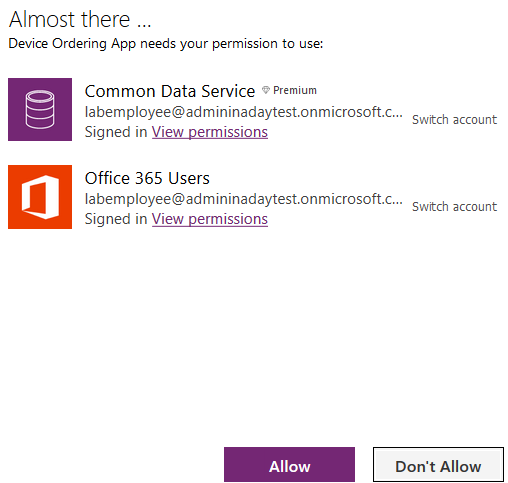 Almost there ...
Device Ordering App needs your permission to use:
Common Data Service Premium
labemployee@admininadaytest.onmicrosoft.c... Switch account
Signed in View permissions
Office 365 Users
labemployee@admininadaytest.onmicrosoft.c... Switch account
Signed in View permissions
Allow Don't Allow